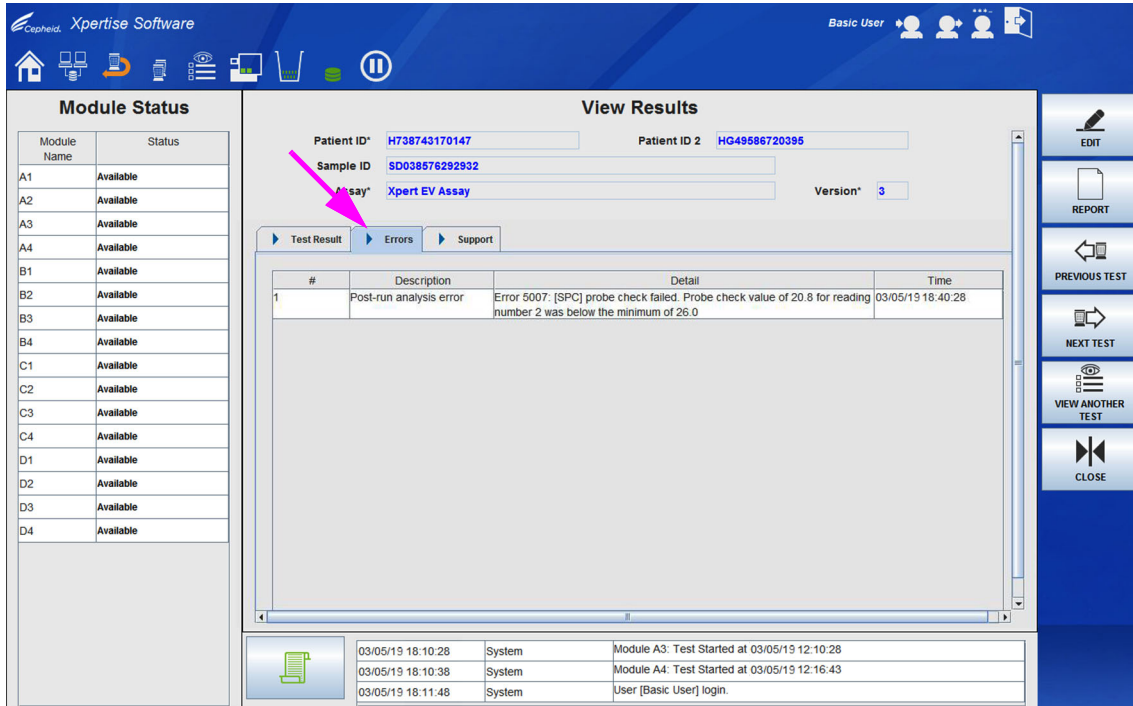 Cepheid. Xpertise Software
Basic User
Module Status
Module Name Status
A1 Available
A2 Available
A3 Available
A4 Available
B1 Available
B2 Available
B3 Available
B4 Available
C1 Available
C2 Available
C3 Available
C4 Available
D1 Available
D2 Available
D3 Available
D4 Available
View Results
Patient ID* H738743170147 Patient ID 2 HG49586720395
Sample ID SD038576292932
Assay* Xpert EV Assay Version* 3
Test Result Errors Support
# Description Detail Time
1 Post-run analysis error Error 5007: [SPC] probe check failed. Probe check value of 20.8 for reading 03/05/19 18:40:28
number 2 was below the minimum of 26.0
03/05/19 18:10:28 System Module A3: Test Started at 03/05/19 12:10:28
03/05/19 18:10:38 System Module A4: Test Started at 03/05/19 12:16:43
03/05/19 18:11:48 System User [Basic User] login.
EDIT
REPORT
PREVIOUS TEST
NEXT TEST
VIEW ANOTHER
TEST
CLOSE